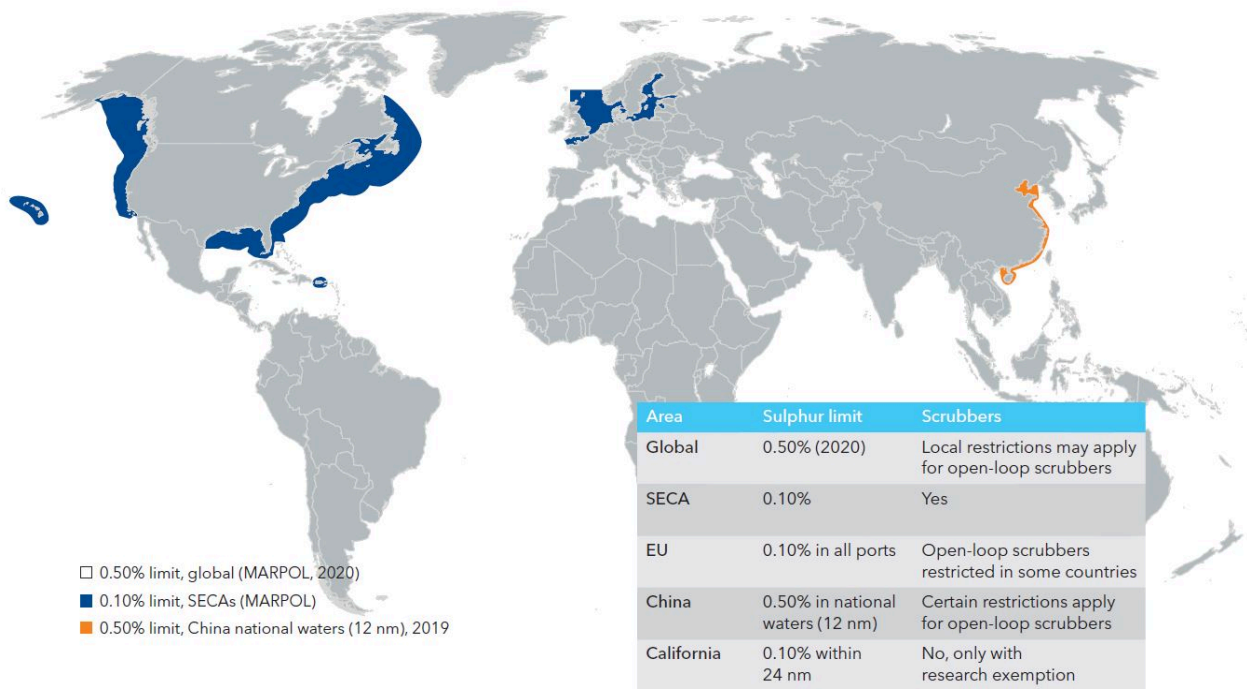 Area Sulphur limit Scrubbers
Global 0.50% (2020) Local restrictions may apply
for open-loop scrubbers
SECA 0.10% Yes
EU 0.10% in all ports Open-loop scrubbers
restricted in some countries
China 0.50% in national Certain restrictions apply
waters (12 nm) for open-loop scrubbers
California 0.10% within No, only with
24 nm research exemption
0.50% limit, global (MARPOL, 2020)
0.10% limit, SECAs (MARPOL)
0.50% limit, China national waters (12 nm), 2019